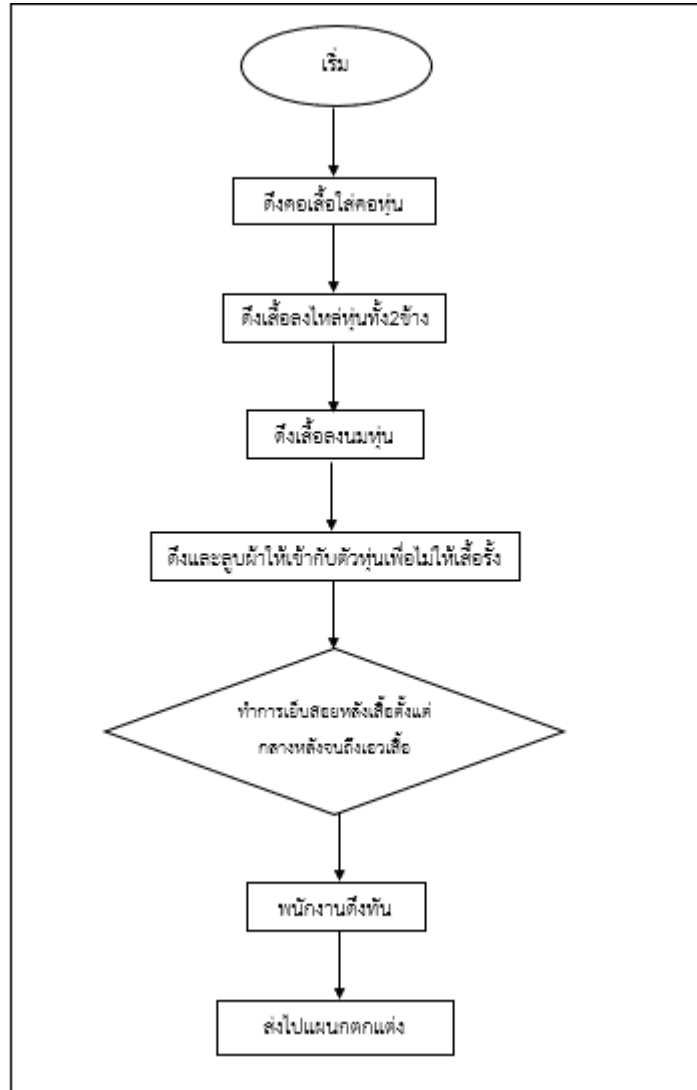 เริ่ม
ดึงคอเสื้อใส่คอหุ่น
ดึงเสื้อลงไหล่หุ่นทั้ง2ข้าง
ดึงเสื้อลงนมหุ่น
ดึงและลูบผ้าให้เข้ากับตัวหุ่นเพื่อไม่ให้เสื้อรั้ง
ทำการเย็บสอยหลังเสื้อตั้งแต่
กลางหลังจนถึงเอวเสื้อ
พนักงานดึงทัน
ส่งไปแผนกตกแต่ง